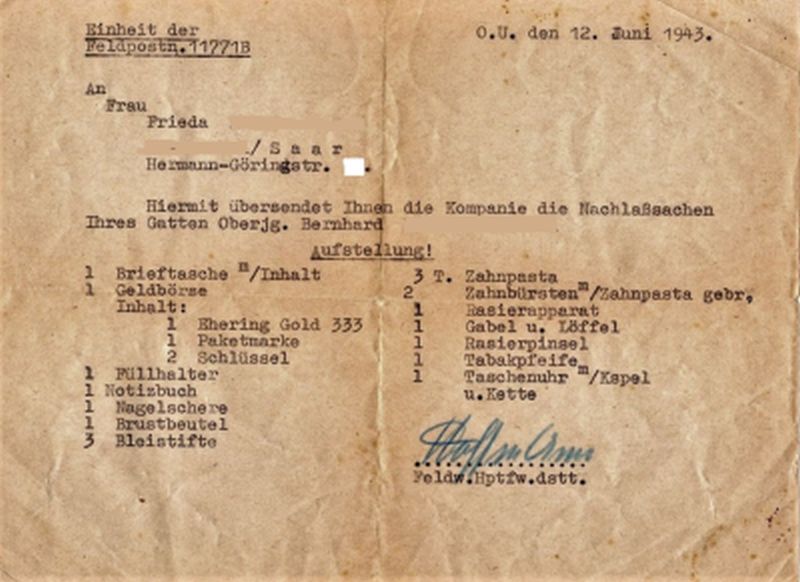 Einheit der
Feldpostn.11771B
O.U. den 12. Juni 1943.
An
Frau
Frieda
/ S a a r
Hermann-Göringstr. .
Hiermit übersendet Ihnen die Kompanie die Nachlaßsachen
Ihres Gatten Oberjg. Bernhard
Aufstellung!
1 Brieftasche m/Inhalt
1 Geldbörse
Inhalt:
1 Ehering Gold 333
1 Paketmarke
2 Schlüssel
1 Füllhalter
1 Notizbuch
1 Nagelschere
1 Brustbeutel
3 Bleistifte
3 T. Zahnpasta
2 Zahnbürsten m/Zahnpasta gebr,
1 Rasierapparat
1 Gabel u. Löffel
1 Rasierpinsel
1 Tabakpfeife
1 Taschenuhr m/Kspel
u.Kette
Feldw.Hptfw.dstt.